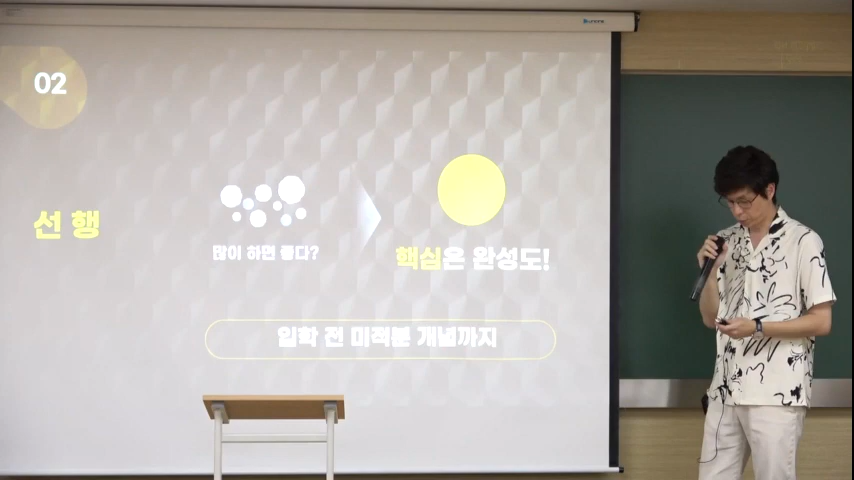 02
선 행
많이 하면 좋다?
핵심은 완성도!
입학 전 미적분 개념까지